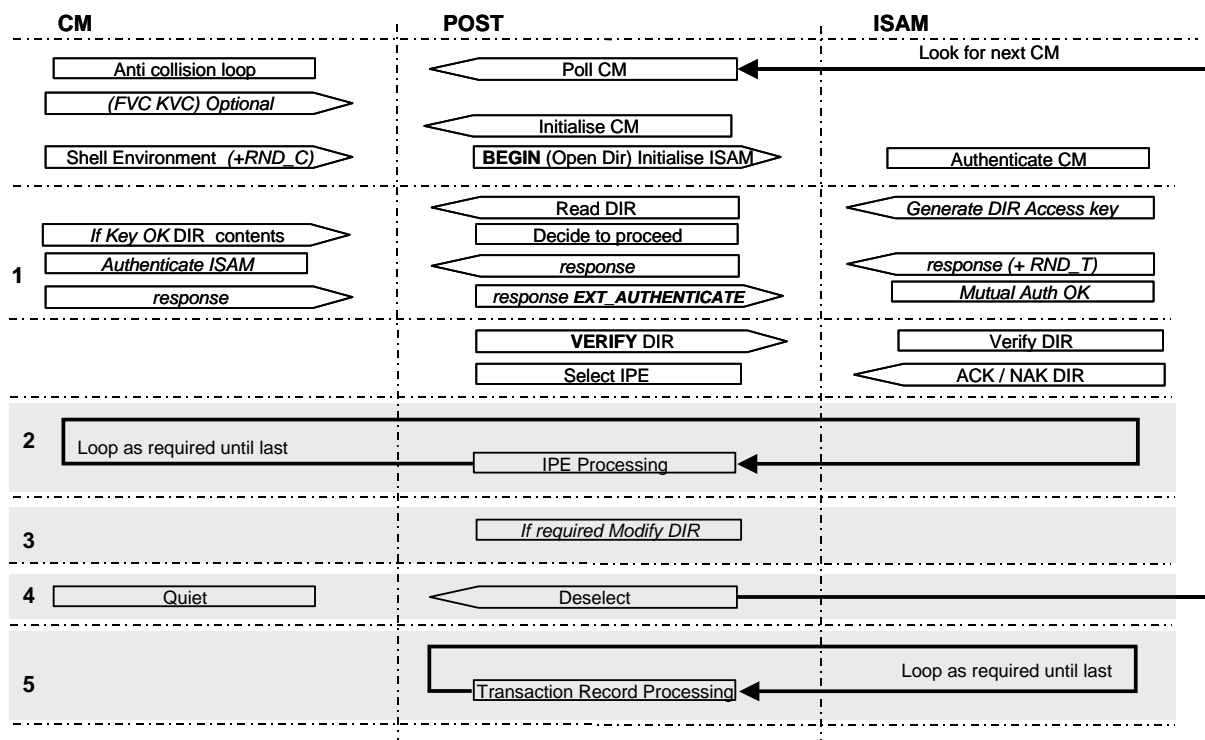 CM POST ISAM
Look for next CM
Anti collision loop Poll CM
(FVC KVC) Optional
Initialise CM
Shell Environment (+RND_C) BEGIN (Open Dir) Initialise ISAM Authenticate CM
Read DIR Generate DIR Access key
If Key OK DIR contents Decide to proceed
1 Authenticate ISAM response response (+ RND_T)
response response EXT_AUTHENTICATE Mutual Auth OK
VERIFY DIR Verify DIR
Select IPE ACK / NAK DIR
2 Loop as required until last
IPE Processing
3 If required Modify DIR
4 Quiet Deselect
5 Loop as required until last
Transaction Record Processing